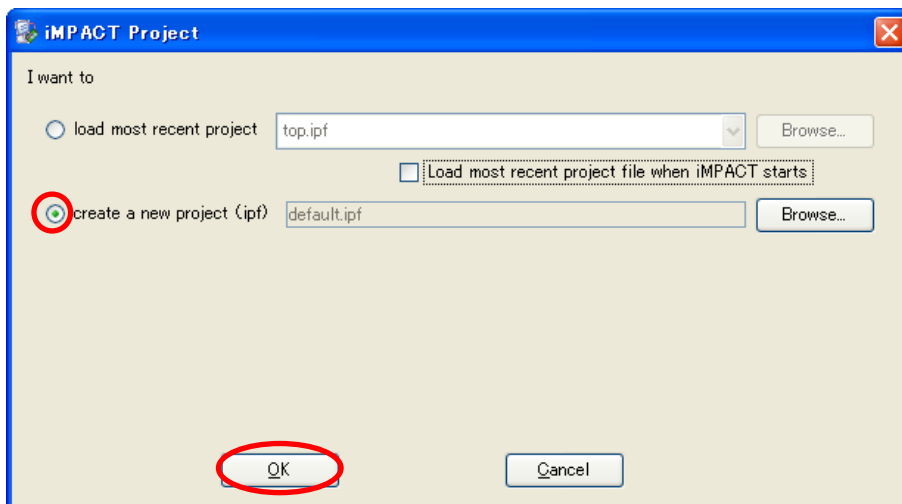 iMPACT Project
I want to
load most recent project top.ipf Browse...
Load most recent project file when iMPACT starts
create a new project (ipf) default.ipf Browse...
OK Cancel